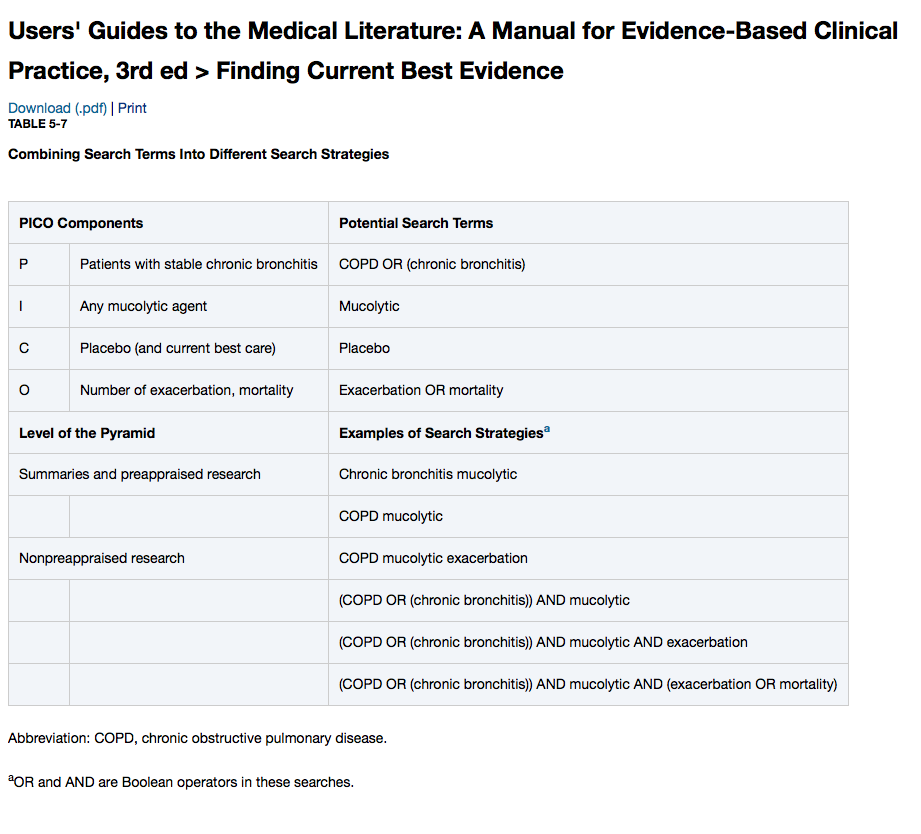 Users' Guides to the Medical Literature: A Manual for Evidence-Based Clinical
Practice, 3rd ed > Finding Current Best Evidence
Download (.pdf) | Print
TABLE 5-7
Combining Search Terms Into Different Search Strategies
PICO Components Potential Search Terms
P Patients with stable chronic bronchitis COPD OR (chronic bronchitis)
I Any mucolytic agent Mucolytic
C Placebo (and current best care) Placebo
O Number of exacerbation, mortality Exacerbation OR mortality
Level of the Pyramid Examples of Search Strategiesa
Summaries and preappraised research Chronic bronchitis mucolytic
COPD mucolytic
Nonpreappraised research COPD mucolytic exacerbation
(COPD OR (chronic bronchitis)) AND mucolytic
(COPD OR (chronic bronchitis)) AND mucolytic AND exacerbation
(COPD OR (chronic bronchitis)) AND mucolytic AND (exacerbation OR mortality)
Abbreviation: COPD, chronic obstructive pulmonary disease.
aOR and AND are Boolean operators in these searches.